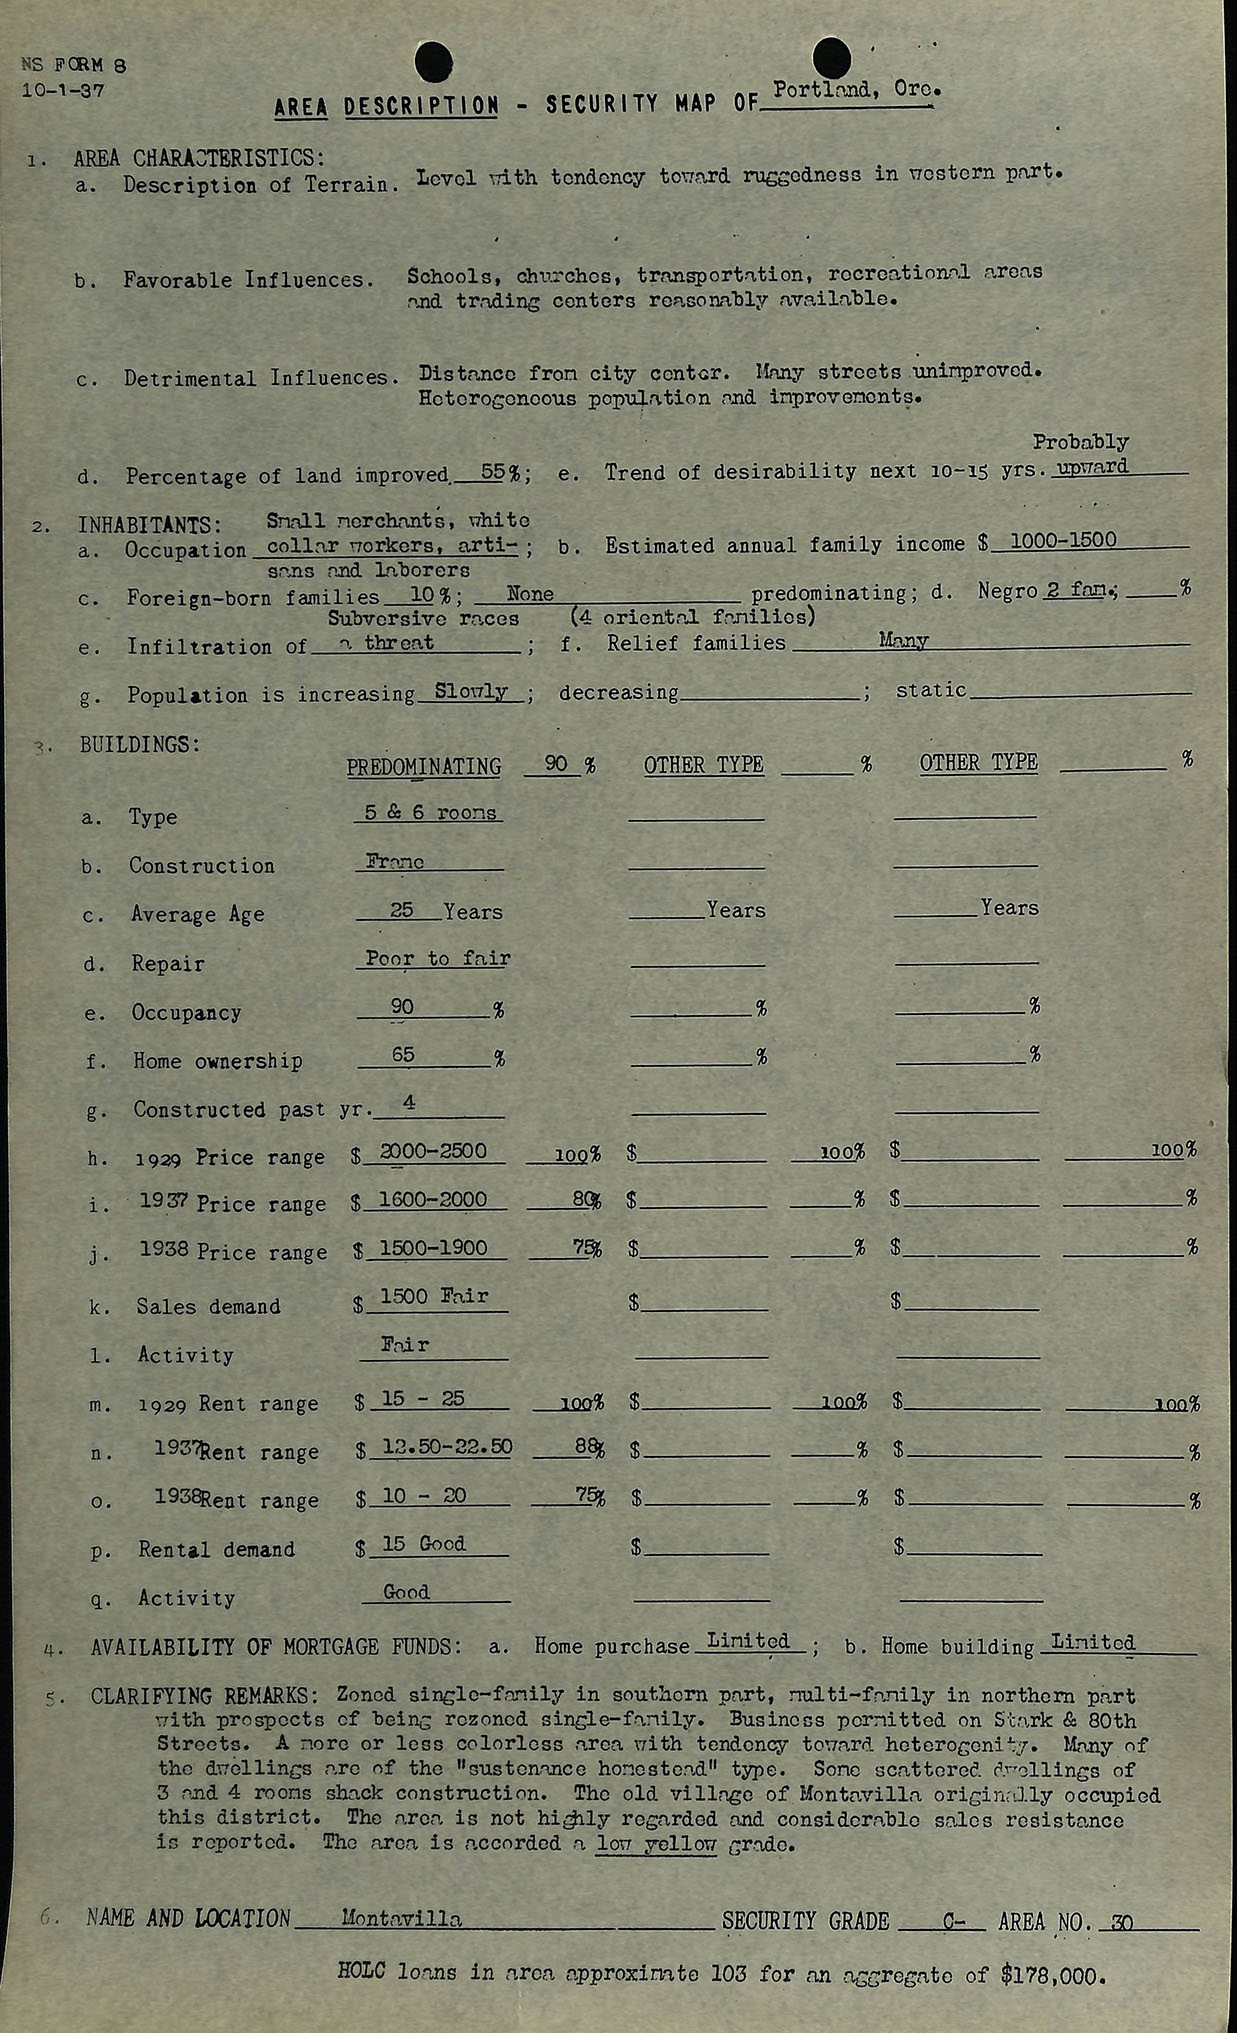 NS FORM 8
10-1-37
AREA DESCRIPTION - SECURITY MAP OF Portland, Ore.
1. AREA CHARACTERISTICS:
a. Description of Terrain. Level with tendency toward ruggedness in western part.
b. Favorable Influences. Schools, churches, transportation, recreational areas
and trading centers reasonably available.
c. Detrimental Influences. Distance from city center. Many streets unimproved.
Heterogeneous population and improvements.
Probably
d. Percentage of land improved. 55%; e. Trend of desirability next 10-15 yrs. upward
2. INHABITANTS: Small merchants, white
a. Occupation collar workers, arti-; b. Estimated annual family income $ 1000-1500
sans and laborers
c. Foreign-born families 10%; None predominating; d. Negro 2 fam.; %
Subversive races (4 oriental families)
e. Infiltration of a threat; f. Relief families Many
g. Population is increasing Slowly; decreasing ; static
3. BUILDINGS:
PREDOMINATING 90 % OTHER TYPE % OTHER TYPE %
a. Type 5 & 6 rooms
b. Construction Frame
c. Average Age 25 Years Years Years
d. Repair Poor to fair
e. Occupancy 90 % % %
f. Home ownership 65 % % %
g. Constructed past yr. 4
h. 1929 Price range $ 2000-2500 100% $ 100% $ 100%
i. 1937 Price range $ 1600-2000 80% $ % $ %
j. 1938 Price range $ 1500-1900 75% $ % $ %
k. Sales demand $ 1500 Fair $ $
l. Activity Fair
m. 1929 Rent range $ 15 - 25 100% $ 100% $ 100%
n. 1937 Rent range $ 12.50-22.50 88% $ % $ %
o. 1938 Rent range $ 10 - 20 75% $ % $ %
p. Rental demand $ 15 Good $ $
q. Activity Good
4. AVAILABILITY OF MORTGAGE FUNDS: a. Home purchase Limited; b. Home building Limited
5. CLARIFYING REMARKS: Zoned single-family in southern part, multi-family in northern part
with prospects of being rezoned single-family. Business permitted on Stark & 80th
Streets. A more or less colorless area with tendency toward heterogenity. Many of
the dwellings are of the "sustenance homestead" type. Some scattered dwellings of
3 and 4 rooms shack construction. The old village of Montavilla originally occupied
this district. The area is not highly regarded and considerable sales resistance
is reported. The area is accorded a low yellow grade.
6. NAME AND LOCATION Montavilla SECURITY GRADE C- AREA NO. 30
HOLC loans in area approximate 103 for an aggregate of $178,000.